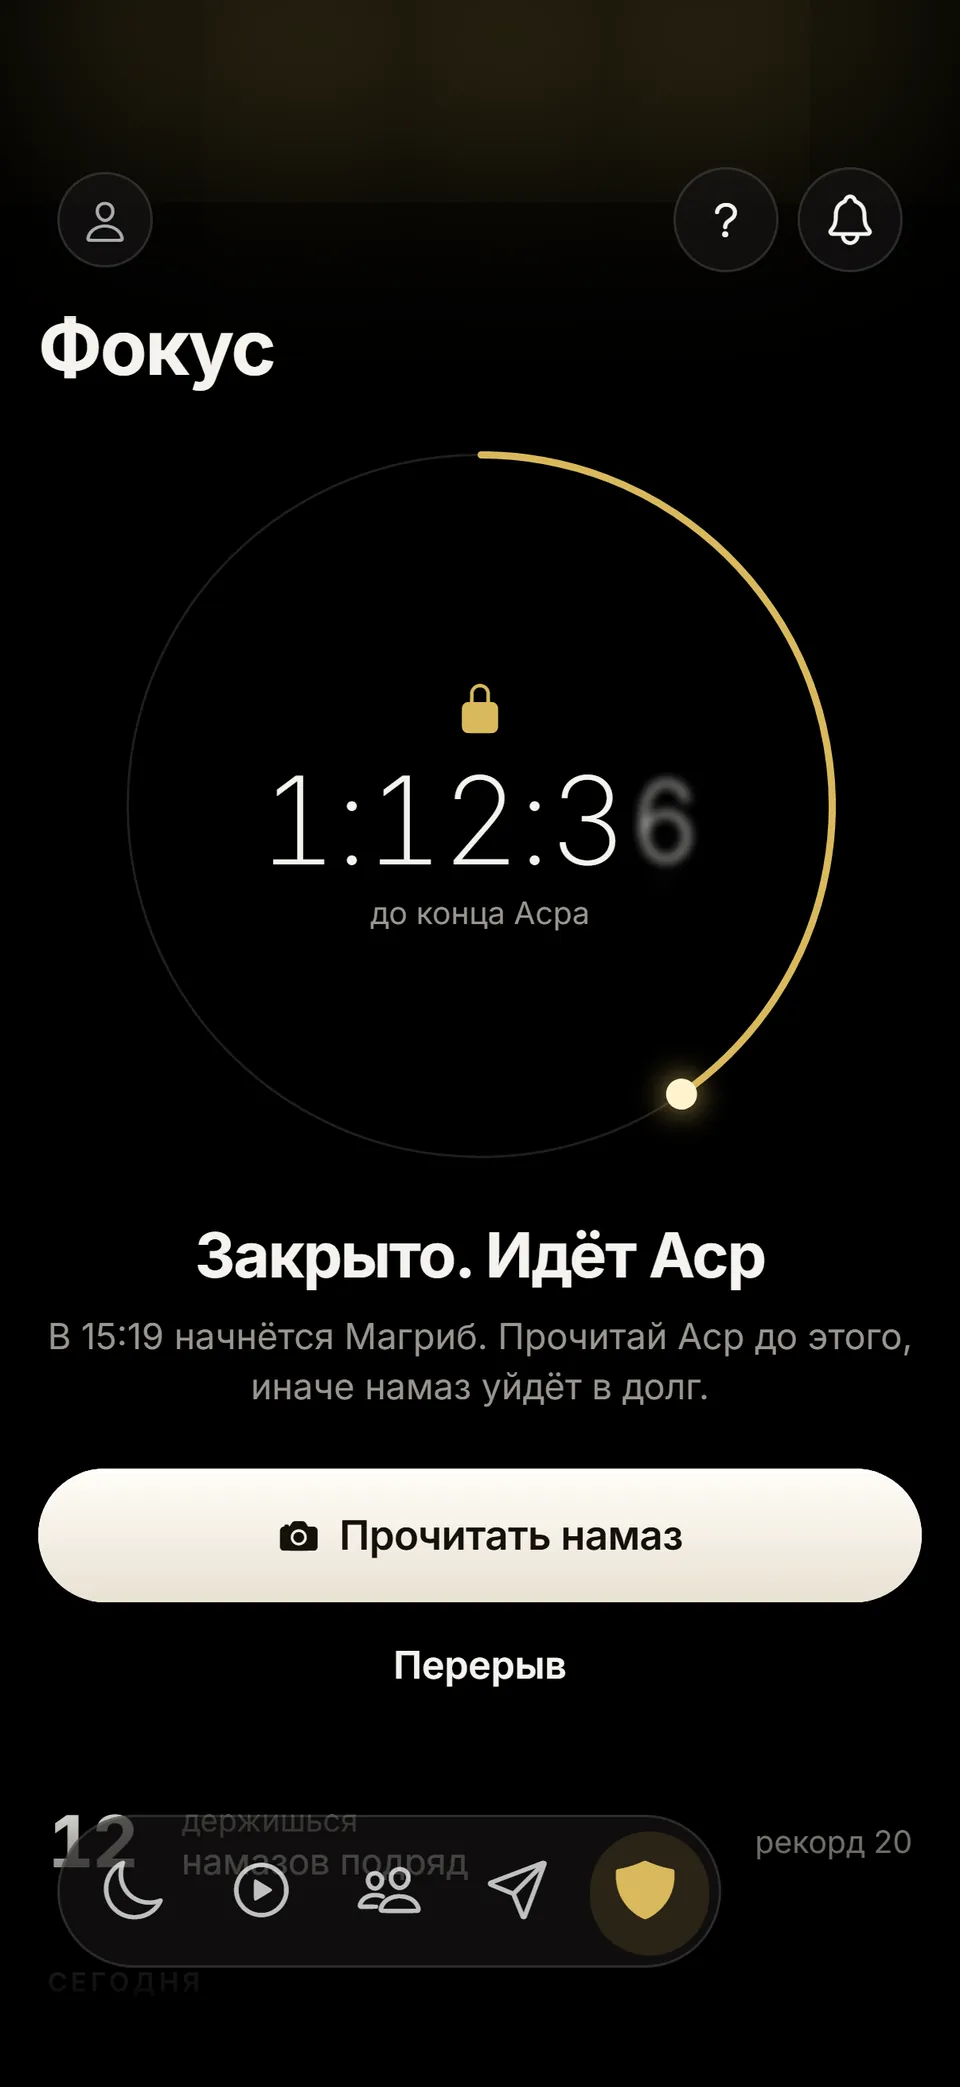 ?
Фокус
1:12:36
до конца Асра
Закрыто. Идёт Аср
В 15:19 начнётся Магриб. Прочитай Аср до этого,
иначе намаз уйдёт в долг.
Прочитать намаз
Перерыв
12
держишься
намазов подряд
рекорд 20
СЕГОДНЯ